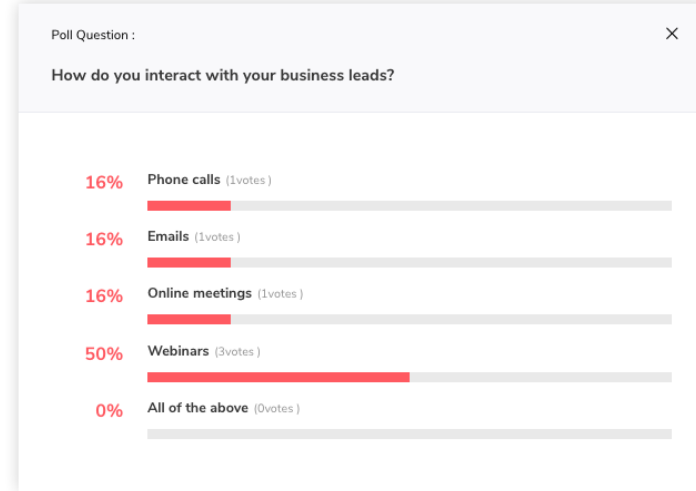 Poll Question :
How do you interact with your business leads?
16% Phone calls (1votes )
16% Emails (1votes )
16% Online meetings (1votes )
50% Webinars (3votes )
0% All of the above (0votes )